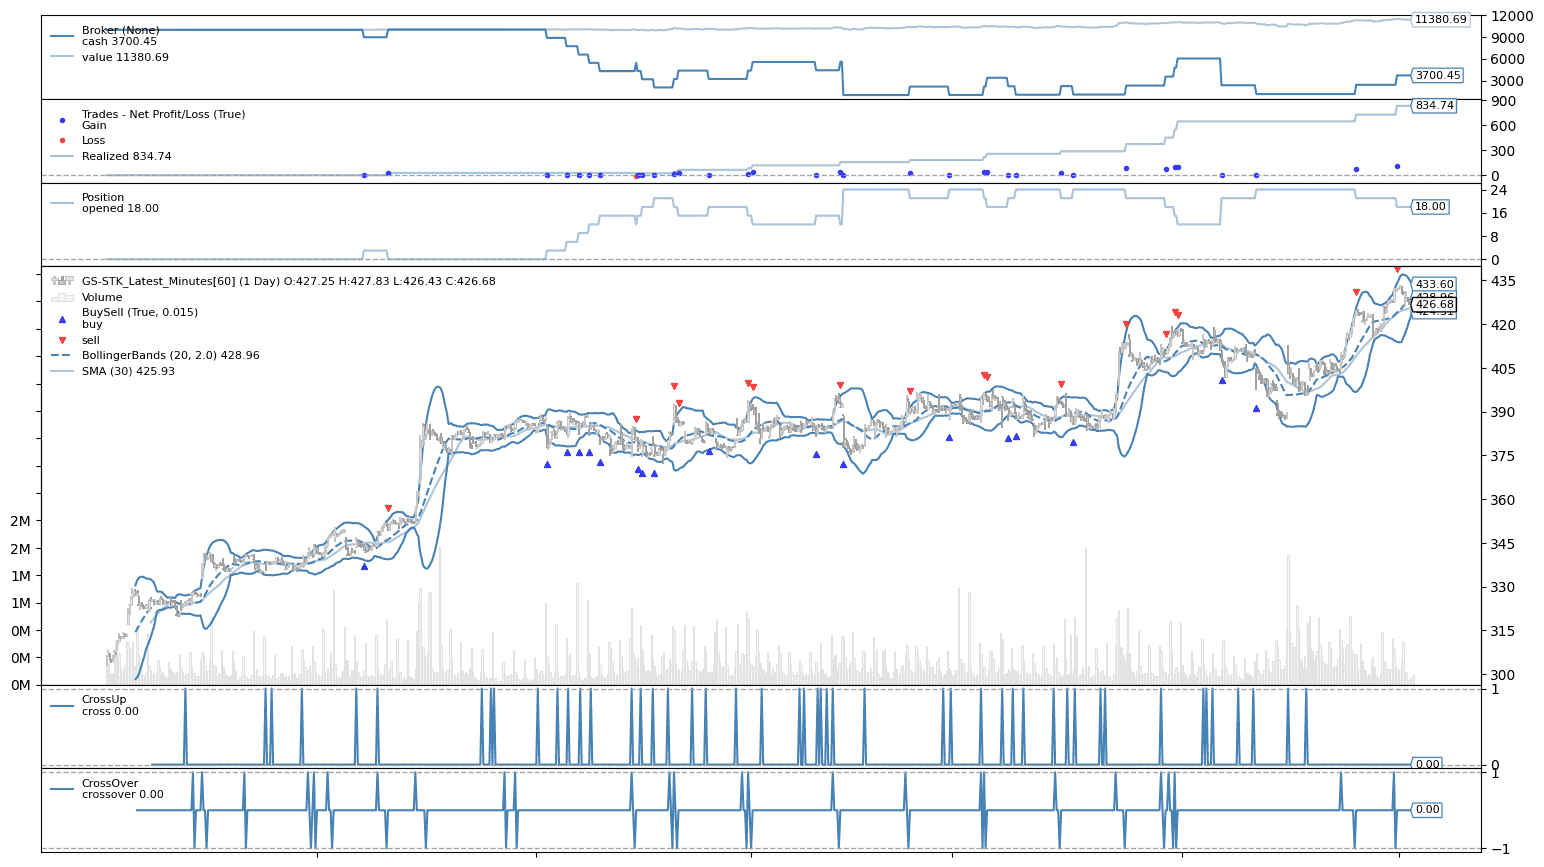 Broker (None)
cash 3700.45
value 11380.69
11380.69
3700.45
12000
9000
6000
3000
Trades - Net Profit/Loss (True)
Gain
Loss
Realized 834.74
834.74
900
600
300
0
Position
opened 18.00
18.00
24
16
8
0
GS-STK_Latest_Minutes[60] (1 Day) O:427.25 H:427.83 L:426.43 C:426.68
Volume
BuySell (True, 0.015)
buy
sell
BollingerBands (20, 2.0) 428.96
SMA (30) 425.93
433.60
426.68
435
420
405
390
375
360
345
330
315
300
2M
2M
1M
1M
0M
0M
0M
CrossUp
cross 0.00
0.00
1
0
CrossOver
crossover 0.00
0.00
1
−1